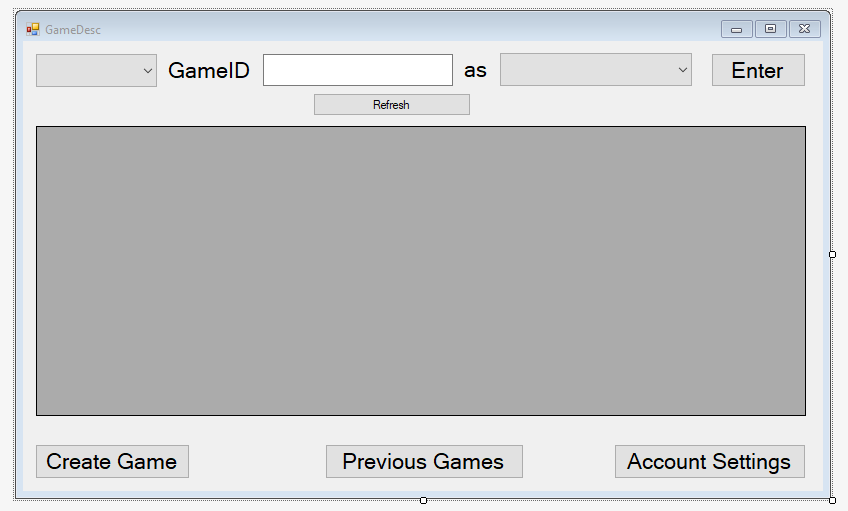 GameDesc
GameID as Enter
Refresh
Create Game Previous Games Account Settings